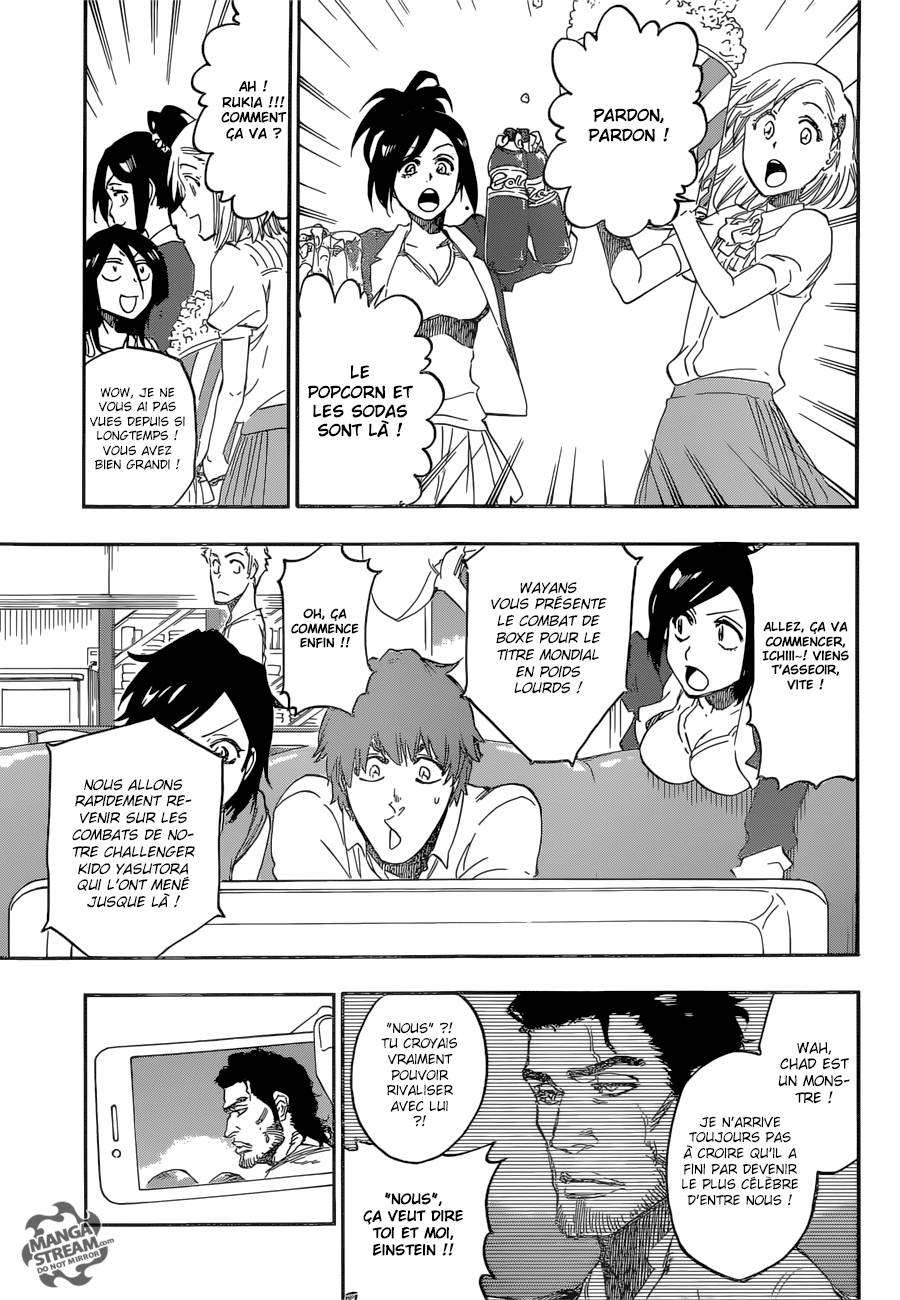 PARDON,
PARDON !
LE
POPCORN ET
LES SODAS
SONT LÀ !
AH !
RUKIA !!!
COMMENT
ÇA VA ?
WOW, JE NE
VOUS AI PAS
VUES DEPUIS SI
LONGTEMPS !
VOUS AVEZ
BIEN GRANDI !
ALLEZ, ÇA VA
COMMENCER,
ICHIII~! VIENS
T'ASSEOIR,
VITE !
WAYANS
VOUS PRÉSENTE
LE COMBAT DE
BOXE POUR LE
TITRE MONDIAL
EN POIDS
LOURDS !
OH, ÇA
COMMENCE
ENFIN !!
NOUS ALLONS
RAPIDEMENT RE-
VENIR SUR LES
COMBATS DE NO-
TRE CHALLENGER
KIDO YASUTORA
QUI L'ONT MENÉ
JUSQUE LÀ !
WAH,
CHAD EST
UN MONS-
TRE !
JE N'ARRIVE
TOUJOURS PAS
À CROIRE QU'IL A
FINI PAR DEVENIR
LE PLUS CÉLÈBRE
D'ENTRE NOUS !
"NOUS" ?!
TU CROYAIS
VRAIMENT
POUVOIR
RIVALISER
AVEC LUI
?!
"NOUS",
ÇA VEUT DIRE
TOI ET MOI,
EINSTEIN !!
MANGA
STREAM.com
DO NOT MIRROR